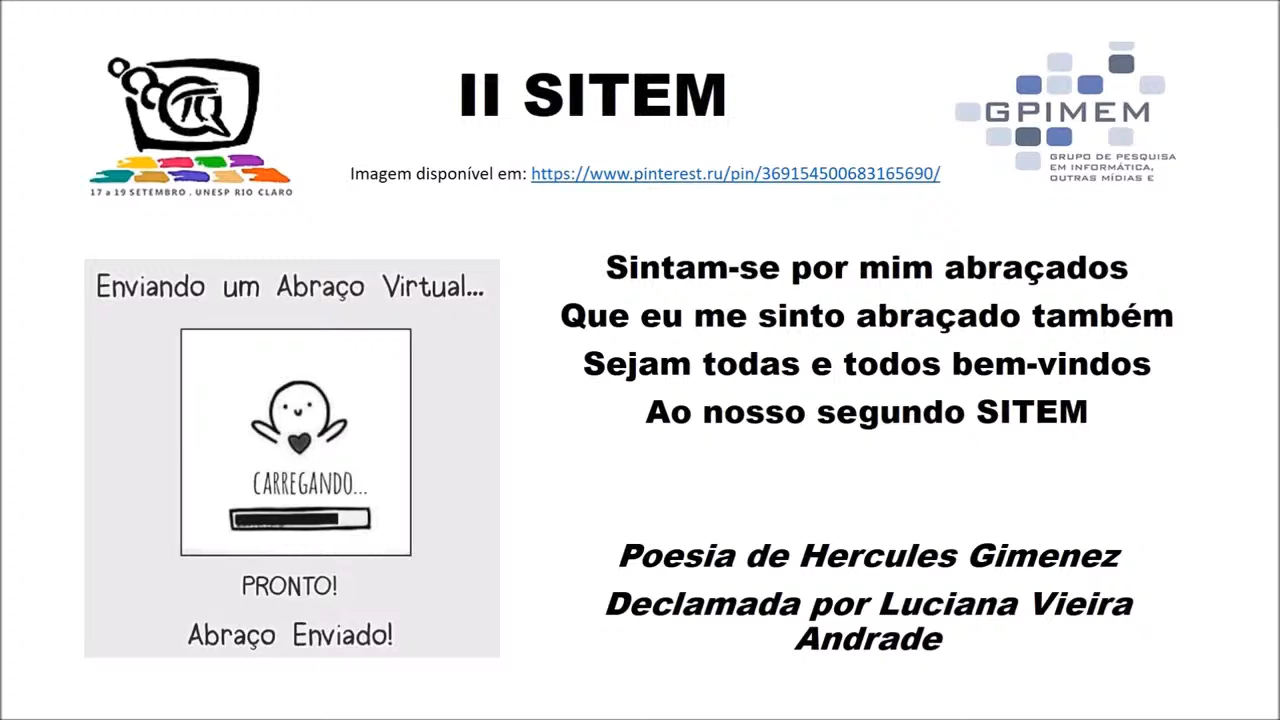 II SITEM
17 a 19 SETEMBRO . UNESP RIO CLARO
GPIMEM
GRUPO DE PESQUISA
EM INFORMÁTICA,
OUTRAS MÍDIAS E
Imagem disponível em: https://www.pinterest.ru/pin/369154500683165690/
Enviando um Abraço Virtual...
CARREGANDO...
PRONTO!
Abraço Enviado!
Sintam-se por mim abraçados
Que eu me sinto abraçado também
Sejam todas e todos bem-vindos
Ao nosso segundo SITEM
Poesia de Hercules Gimenez
Declamada por Luciana Vieira
Andrade